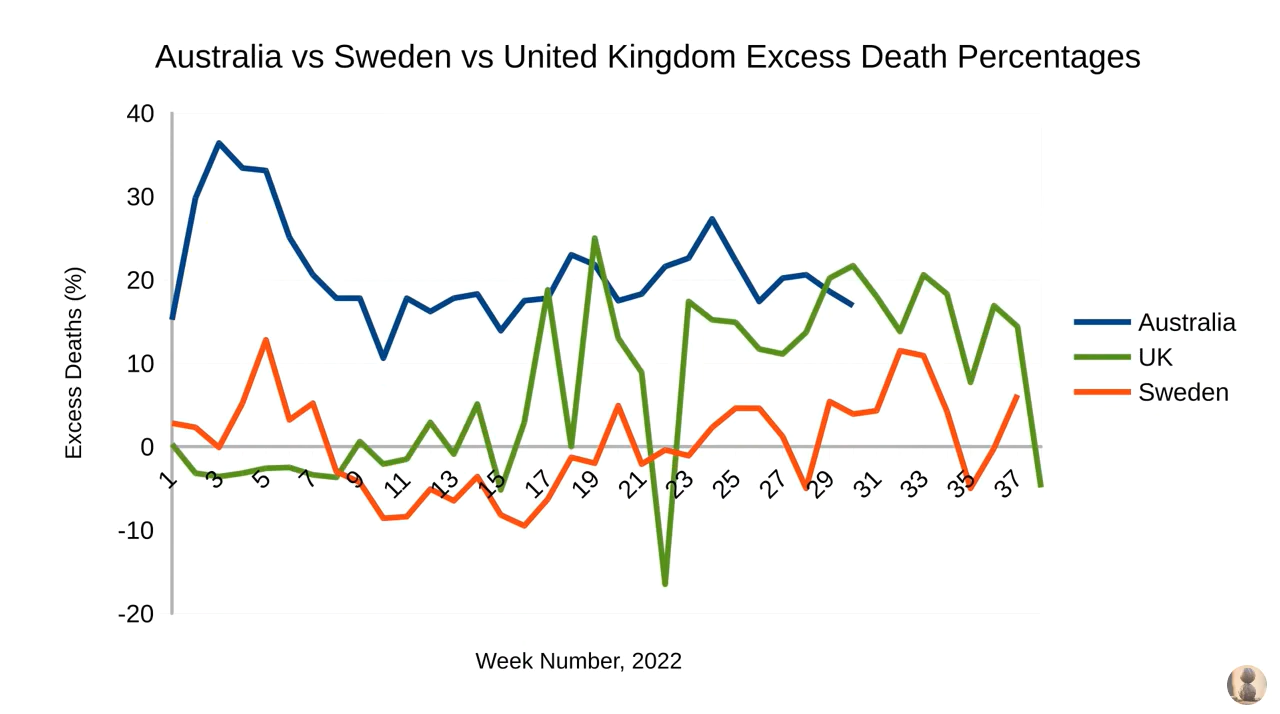 Australia vs Sweden vs United Kingdom Excess Death Percentages
40
30
20
10
0
-10
-20
Excess Deaths (%)
1 3 5 7 9 11 13 15 17 19 21 23 25 27 29 31 33 35 37
Week Number, 2022
Australia
UK
Sweden